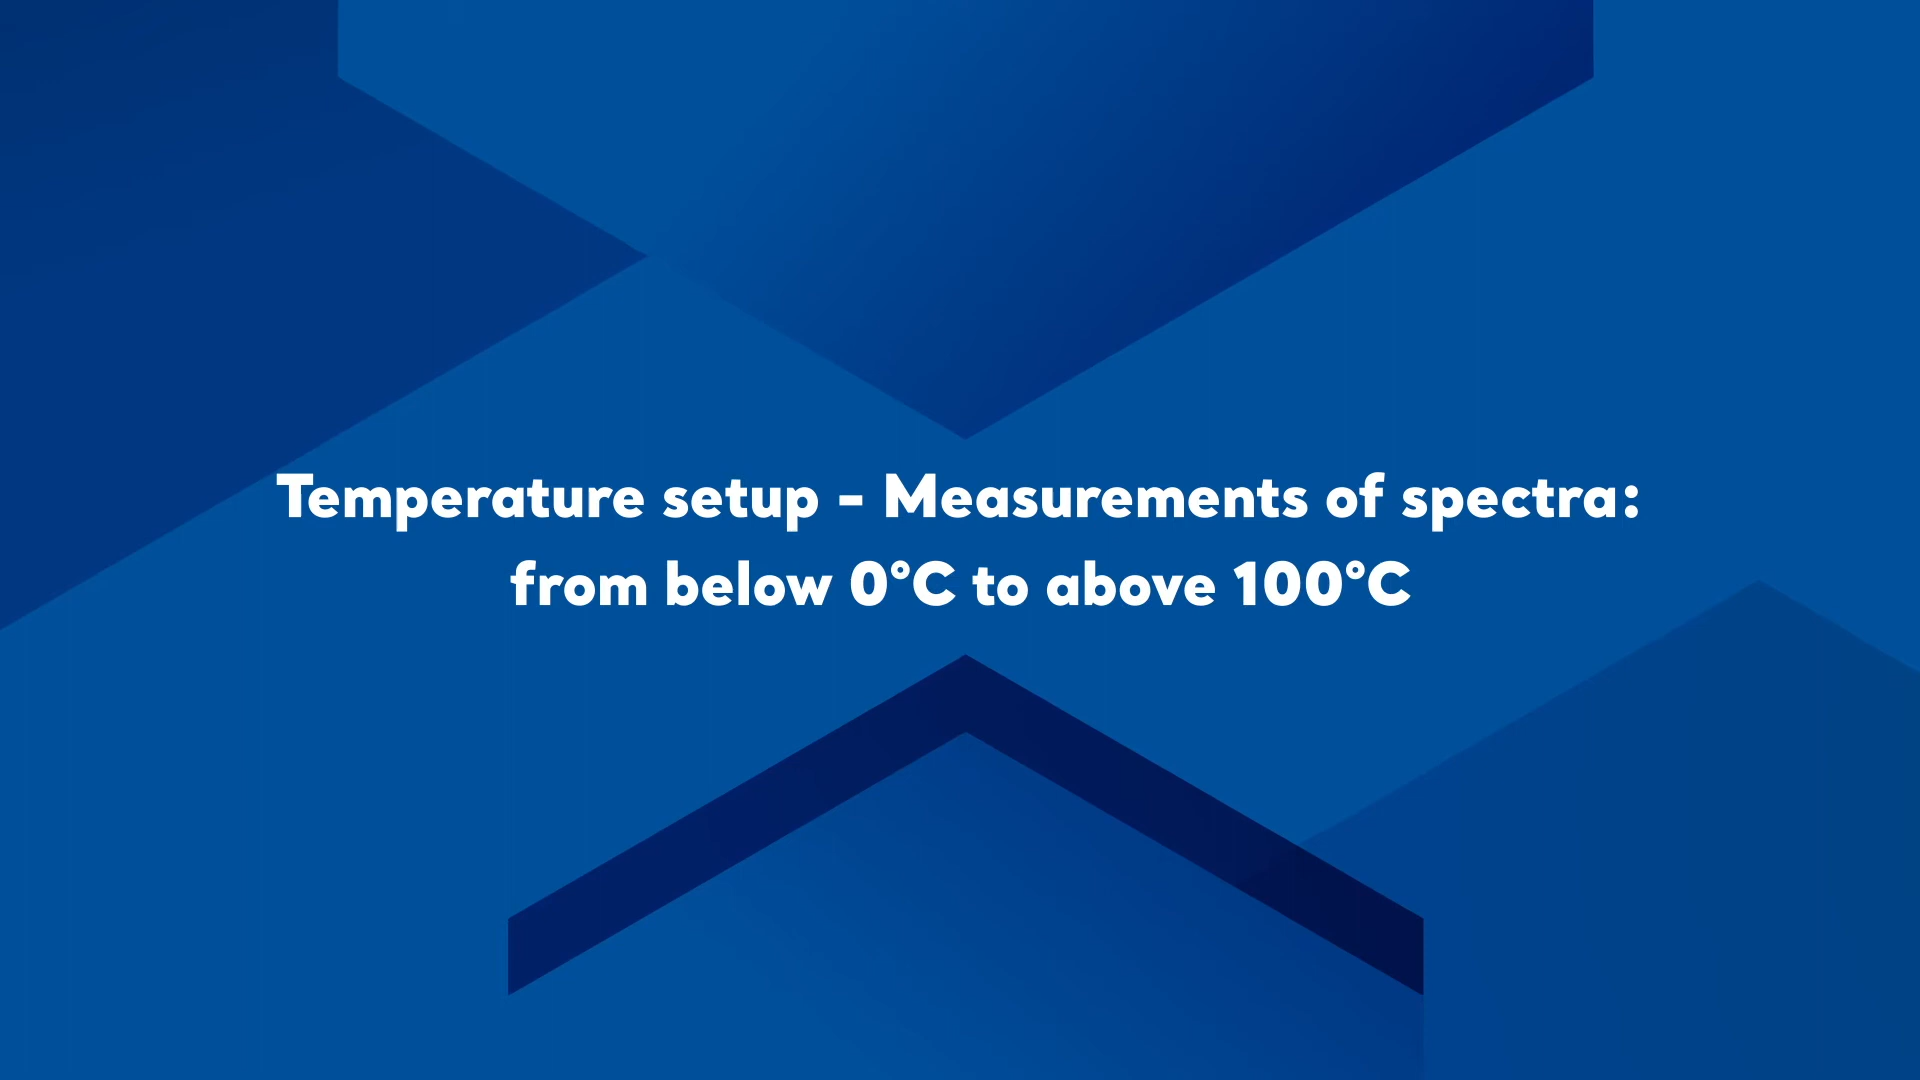 Temperature setup - Measurements of spectra:
from below 0°C to above 100°C